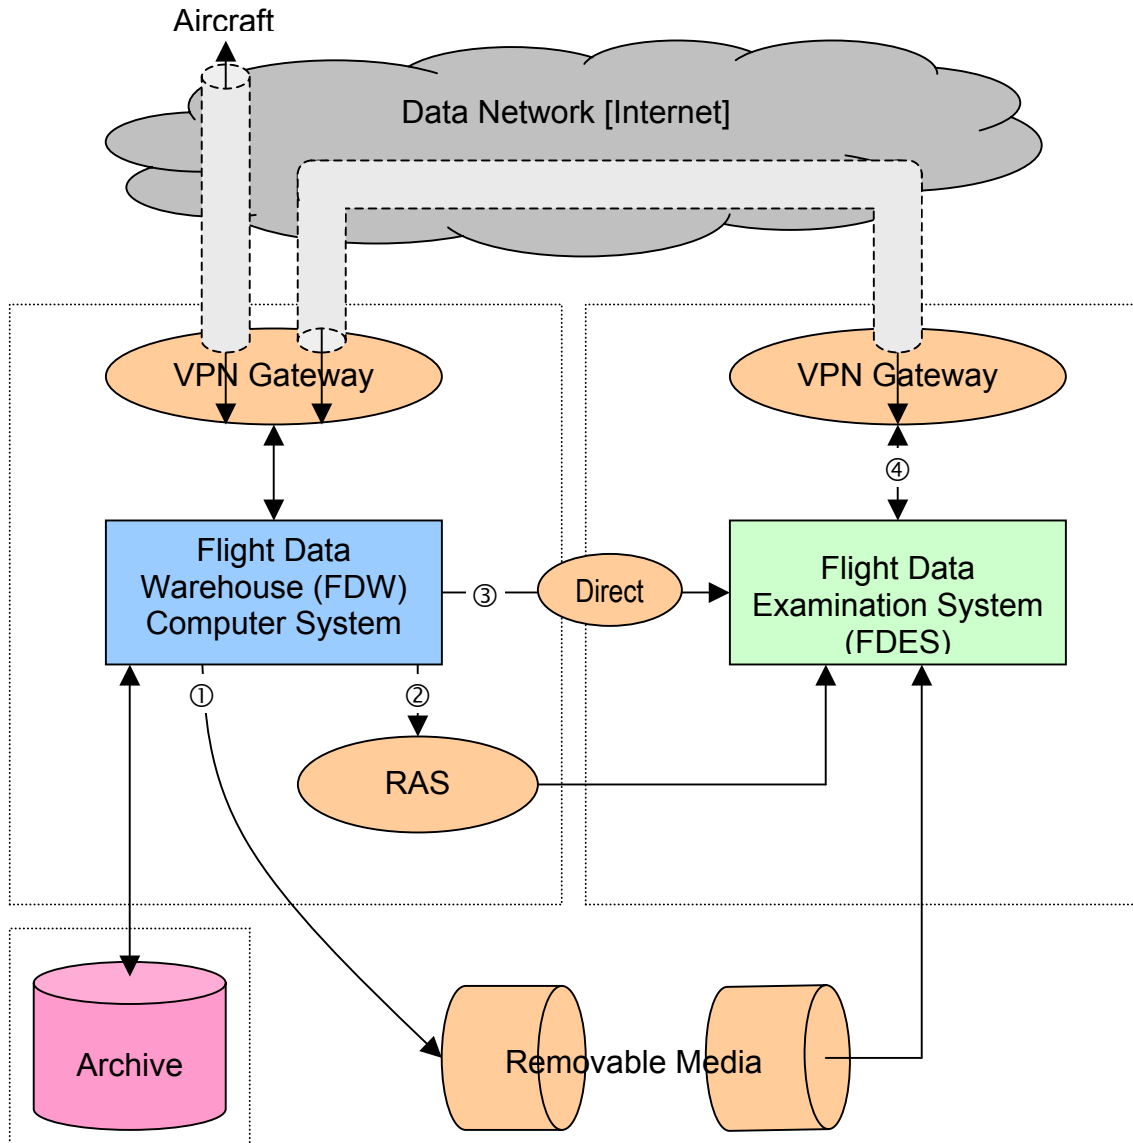 Aircraft
Data Network [Internet]
VPN Gateway
VPN Gateway
④
Flight Data
Warehouse (FDW)
Computer System
③
Direct
Flight Data
Examination System
(FDES)
①
②
RAS
Archive
Removable Media